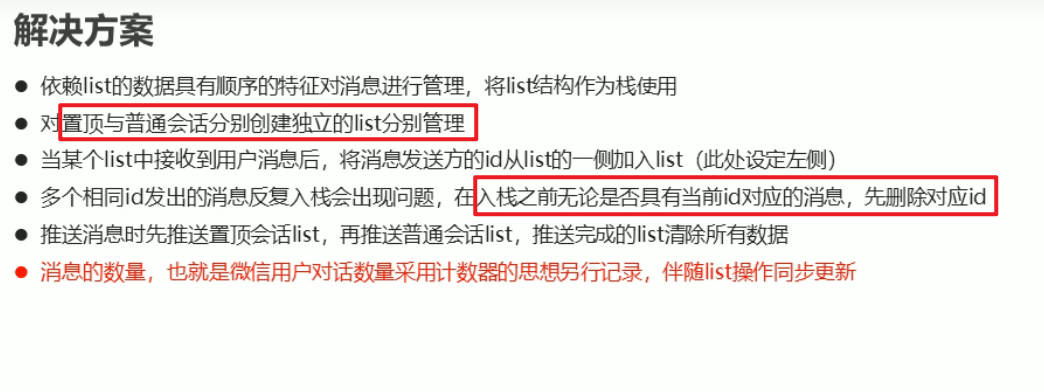 解决方案
● 依赖list的数据具有顺序的特征对消息进行管理，将list结构作为栈使用
● 对置顶与普通会话分别创建独立的list分别管理
● 当某个list中接收到用户消息后，将消息发送方的id从list的一侧加入list（此处设定左侧）
● 多个相同id发出的消息反复入栈会出现问题，在入栈之前无论是否具有当前id对应的消息，先删除对应id
● 推送消息时先推送置顶会话list，再推送普通会话list，推送完成的list清除所有数据
● 消息的数量，也就是微信用户对话数量采用计数器的思想另行记录，伴随list操作同步更新